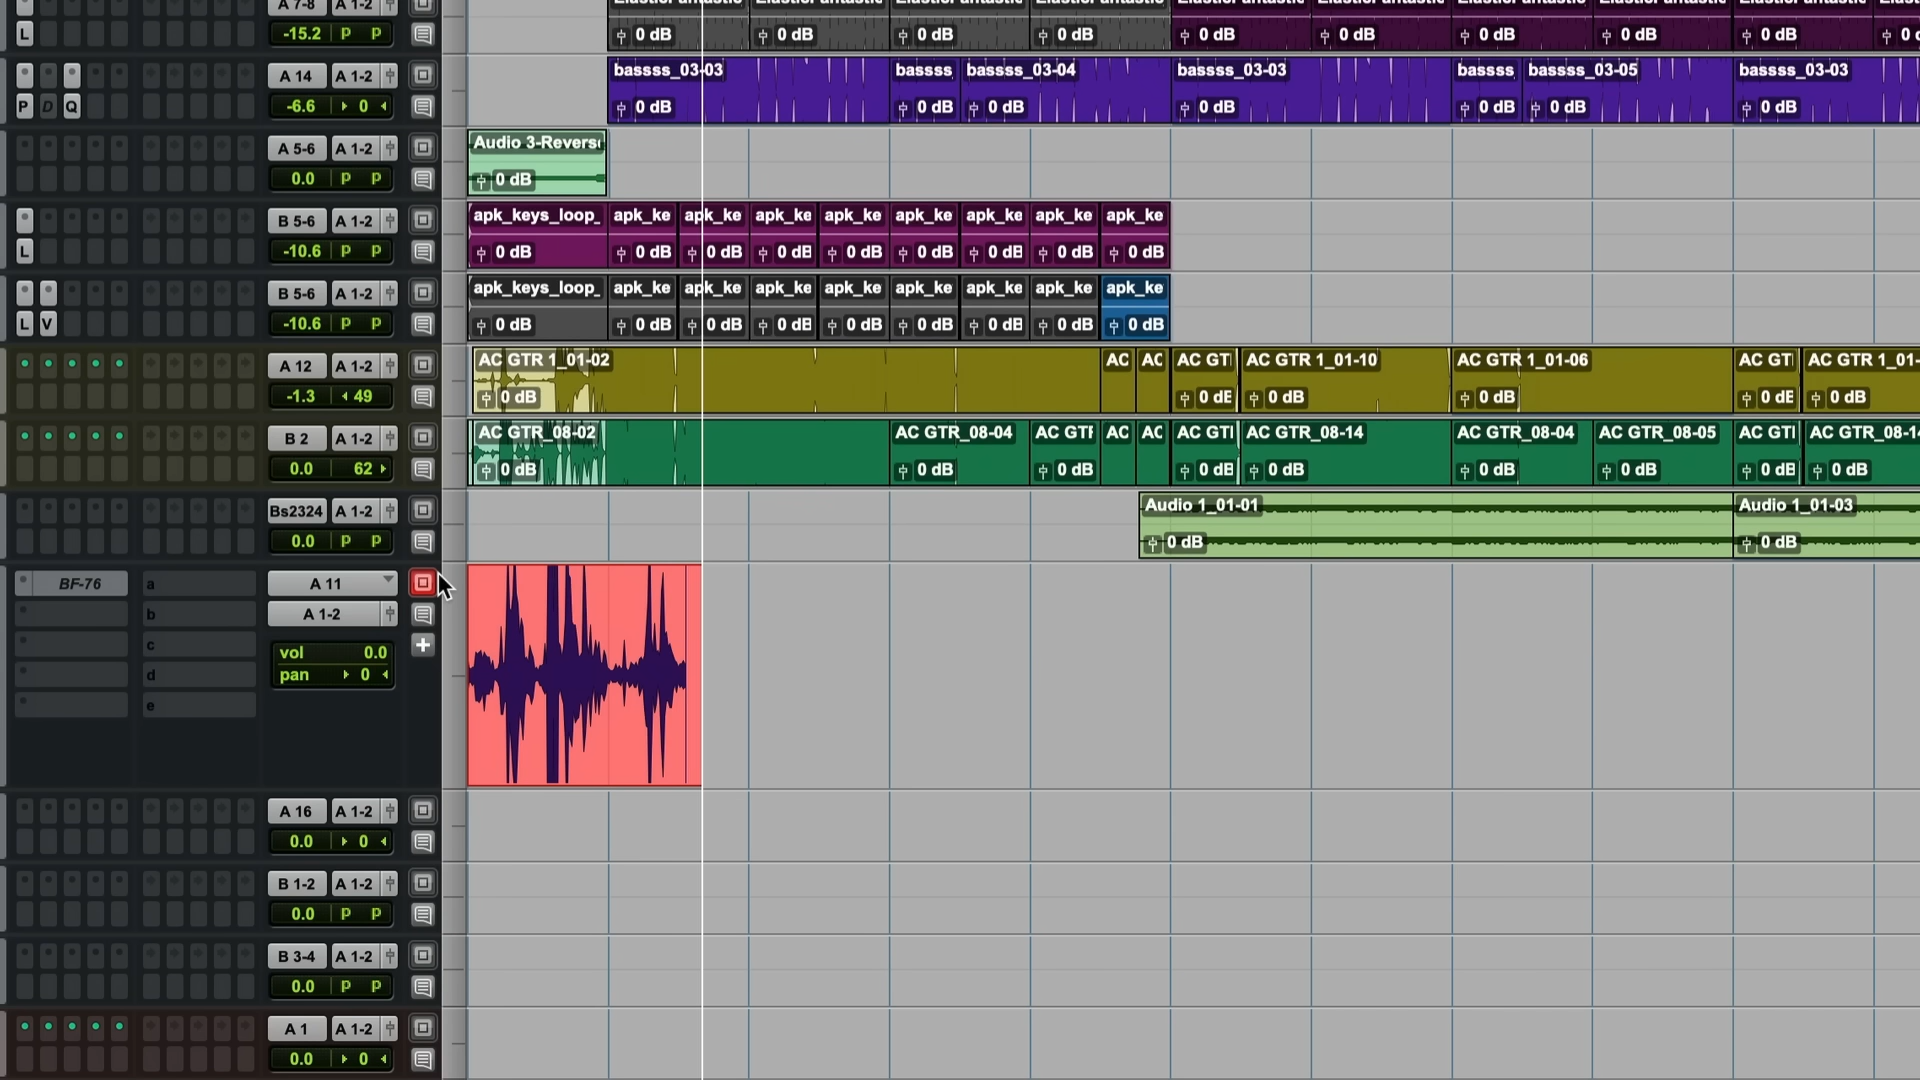 A 7-8 A 1-2
L -15.2 P P 0 dB 0 dB 0 dB 0 dB 0 dB 0 dB 0 dB 0 dB 0 dB
A 14 A 1-2 bassss_03-03 bassss bassss_03-04 bassss_03-03 bassss bassss_03-05 bassss_03-03
P D Q -6.6 0 0 dB 0 dB 0 dB 0 dB 0 dB 0 dB 0 dB
A 5-6 A 1-2 Audio 3-Revers
0.0 P P 0 dB
B 5-6 A 1-2 apk_keys_loop_ apk_ke apk_ke apk_ke apk_ke apk_ke apk_ke apk_ke apk_ke
L -10.6 P P 0 dB 0 dB 0 dB 0 dB 0 dB 0 dB 0 dB 0 dB 0 dB
B 5-6 A 1-2 apk_keys_loop_ apk_ke apk_ke apk_ke apk_ke apk_ke apk_ke apk_ke apk_ke
L V -10.6 P P 0 dB 0 dB 0 dB 0 dB 0 dB 0 dB 0 dB 0 dB 0 dB
A 12 A 1-2 AC GTR 1_01-02 AC AC AC GT AC GTR 1_01-10 AC GTR 1_01-06 AC GT AC GTR 1_01-
-1.3 49 0 dB 0 dB 0 dB 0 dB 0 dB 0 dB
B 2 A 1-2 AC GTR_08-02 AC GTR_08-04 AC GT AC AC AC GT AC GTR_08-14 AC GTR_08-04 AC GTR_08-05 AC GT AC GTR_08-14
0.0 62 0 dB 0 dB 0 dB 0 dB 0 dB 0 dB 0 dB 0 dB 0 dB
Bs2324 A 1-2 Audio 1_01-01 Audio 1_01-03
0.0 P P 0 dB 0 dB
BF-76 a A 11
b A 1-2
c vol 0.0
d pan 0
e
A 16 A 1-2
0.0 0
B 1-2 A 1-2
0.0 P P
B 3-4 A 1-2
0.0 P P
A 1 A 1-2
0.0 0